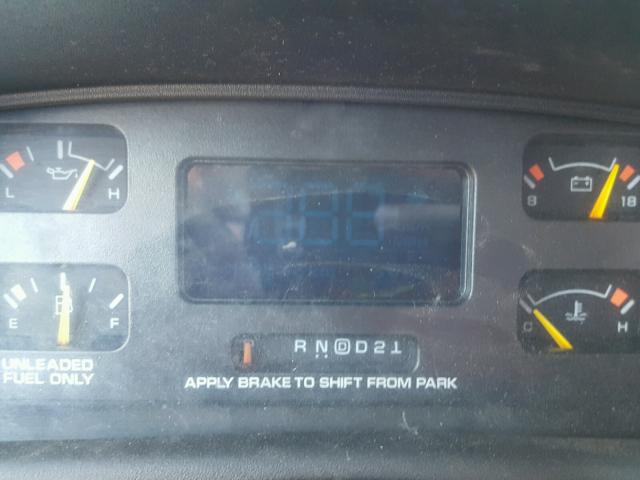 L H
8 18
E F
C H
R N D D 2 1
UNLEADED
FUEL ONLY
APPLY BRAKE TO SHIFT FROM PARK